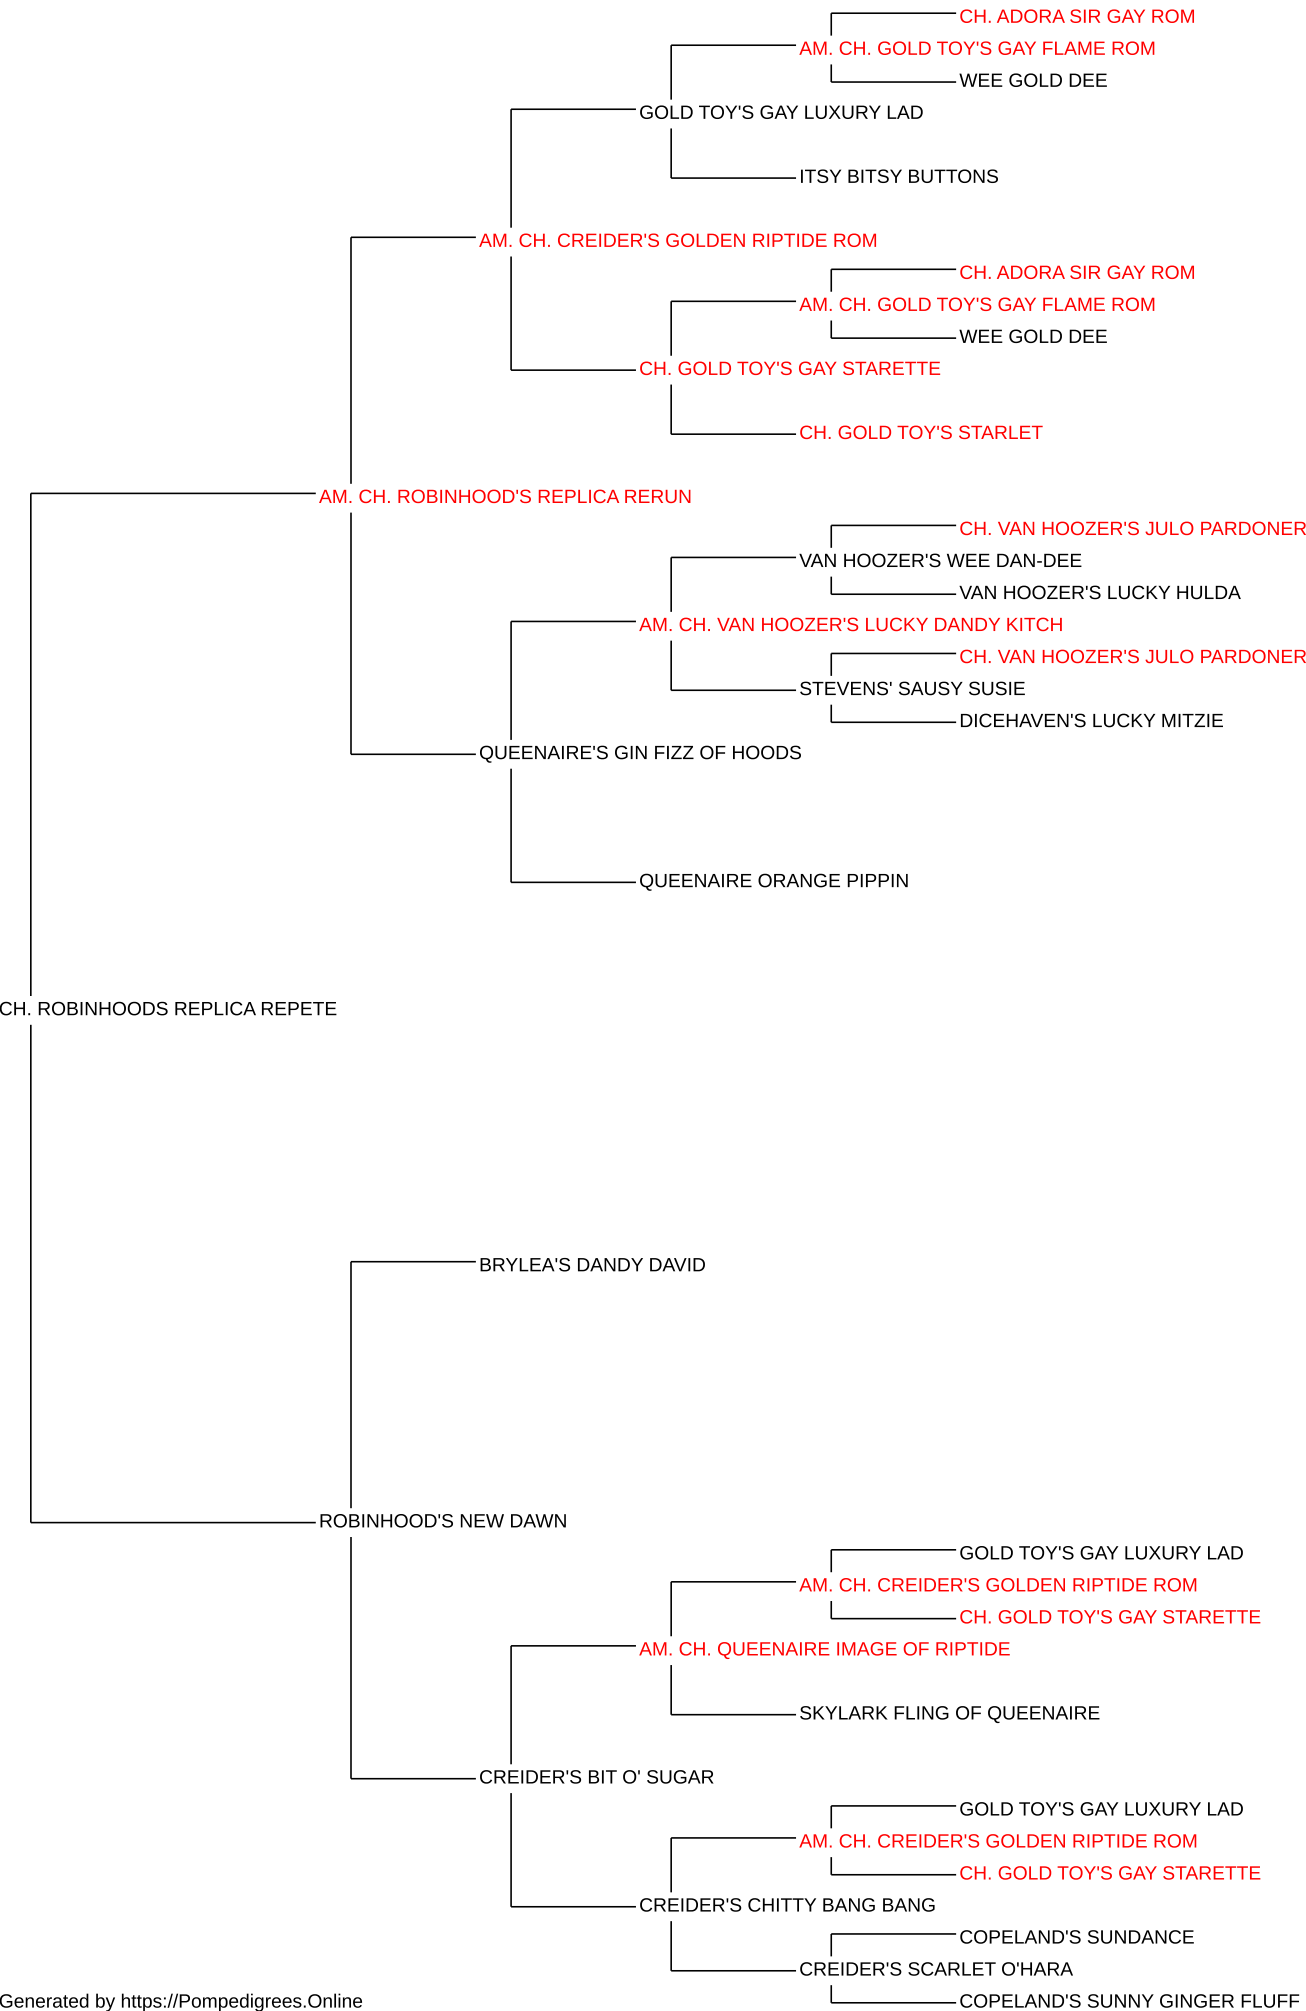 CH. ADORA SIR GAY ROM
AM. CH. GOLD TOY'S GAY FLAME ROM
WEE GOLD DEE
GOLD TOY'S GAY LUXURY LAD
ITSY BITSY BUTTONS
AM. CH. CREIDER'S GOLDEN RIPTIDE ROM
CH. ADORA SIR GAY ROM
AM. CH. GOLD TOY'S GAY FLAME ROM
WEE GOLD DEE
CH. GOLD TOY'S GAY STARETTE
CH. GOLD TOY'S STARLET
AM. CH. ROBINHOOD'S REPLICA RERUN
CH. VAN HOOZER'S JULO PARDONER
VAN HOOZER'S WEE DAN-DEE
VAN HOOZER'S LUCKY HULDA
AM. CH. VAN HOOZER'S LUCKY DANDY KITCH
CH. VAN HOOZER'S JULO PARDONER
STEVENS' SAUSY SUSIE
DICEHAVEN'S LUCKY MITZIE
QUEENAIRE'S GIN FIZZ OF HOODS
QUEENAIRE ORANGE PIPPIN
CH. ROBINHOODS REPLICA REPETE
BRYLEA'S DANDY DAVID
ROBINHOOD'S NEW DAWN
GOLD TOY'S GAY LUXURY LAD
AM. CH. CREIDER'S GOLDEN RIPTIDE ROM
CH. GOLD TOY'S GAY STARETTE
AM. CH. QUEENAIRE IMAGE OF RIPTIDE
SKYLARK FLING OF QUEENAIRE
CREIDER'S BIT O' SUGAR
GOLD TOY'S GAY LUXURY LAD
AM. CH. CREIDER'S GOLDEN RIPTIDE ROM
CH. GOLD TOY'S GAY STARETTE
CREIDER'S CHITTY BANG BANG
COPELAND'S SUNDANCE
CREIDER'S SCARLET O'HARA
COPELAND'S SUNNY GINGER FLUFF
Generated by https://Pompedigrees.Online